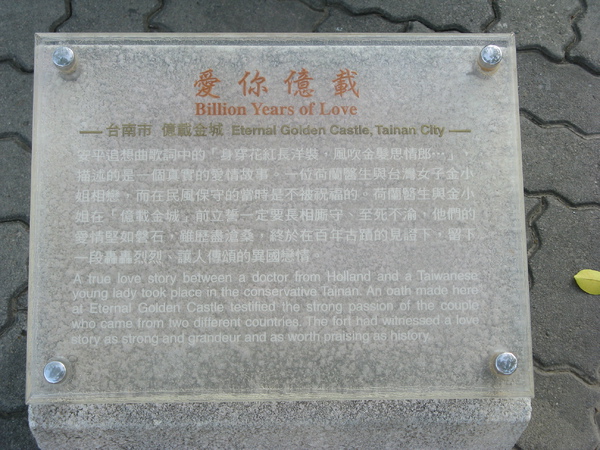 愛你億載
Billion Years of Love
台南市 億載金城 Eternal Golden Castle, Tainan City
安平追想曲歌詞中的「身穿花紅長洋裝，風吹金髮思情郎…」
描述的是一個真實的愛情故事。一位荷蘭醫生與台灣女子金小
姐相戀，而在民風保守的當時是不被祝福的。荷蘭醫生與金小
姐在「億載金城」前立誓一定要長相廝守、至死不渝，他們的
愛情堅如磐石，雖歷盡滄桑，終於在百年古蹟的見證下，留下
一段轟轟烈烈、讓人傳頌的異國戀情。
A true love story between a doctor from Holland and a Taiwanese
young lady took place in the conservative Tainan. An oath made here
at Eternal Golden Castle testified the strong passion of the couple
who came from two different countries. The fort had witnessed a love
story as strong and grandeur and as worth praising as history.